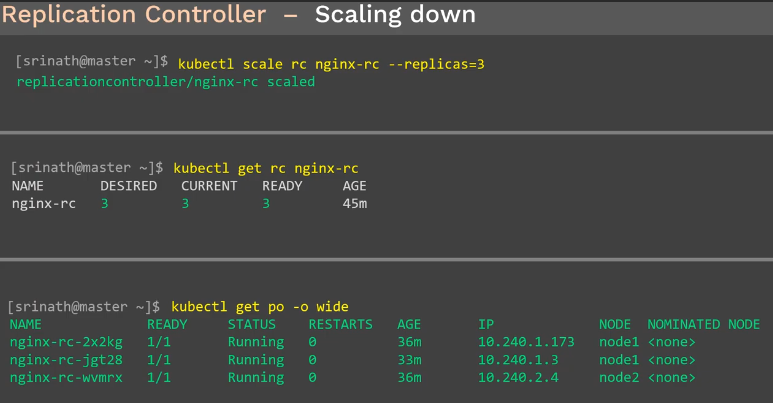 Replication Controller – Scaling down
[srinath@master ~]$ kubectl scale rc nginx-rc --replicas=3
replicationcontroller/nginx-rc scaled
[srinath@master ~]$ kubectl get rc nginx-rc
NAME DESIRED CURRENT READY AGE
nginx-rc 3 3 3 45m
[srinath@master ~]$ kubectl get po -o wide
NAME READY STATUS RESTARTS AGE IP NODE NOMINATED NODE
nginx-rc-2x2kg 1/1 Running 0 36m 10.240.1.173 node1 <none>
nginx-rc-jgt28 1/1 Running 0 33m 10.240.1.3 node1 <none>
nginx-rc-wvmrx 1/1 Running 0 36m 10.240.2.4 node2 <none>